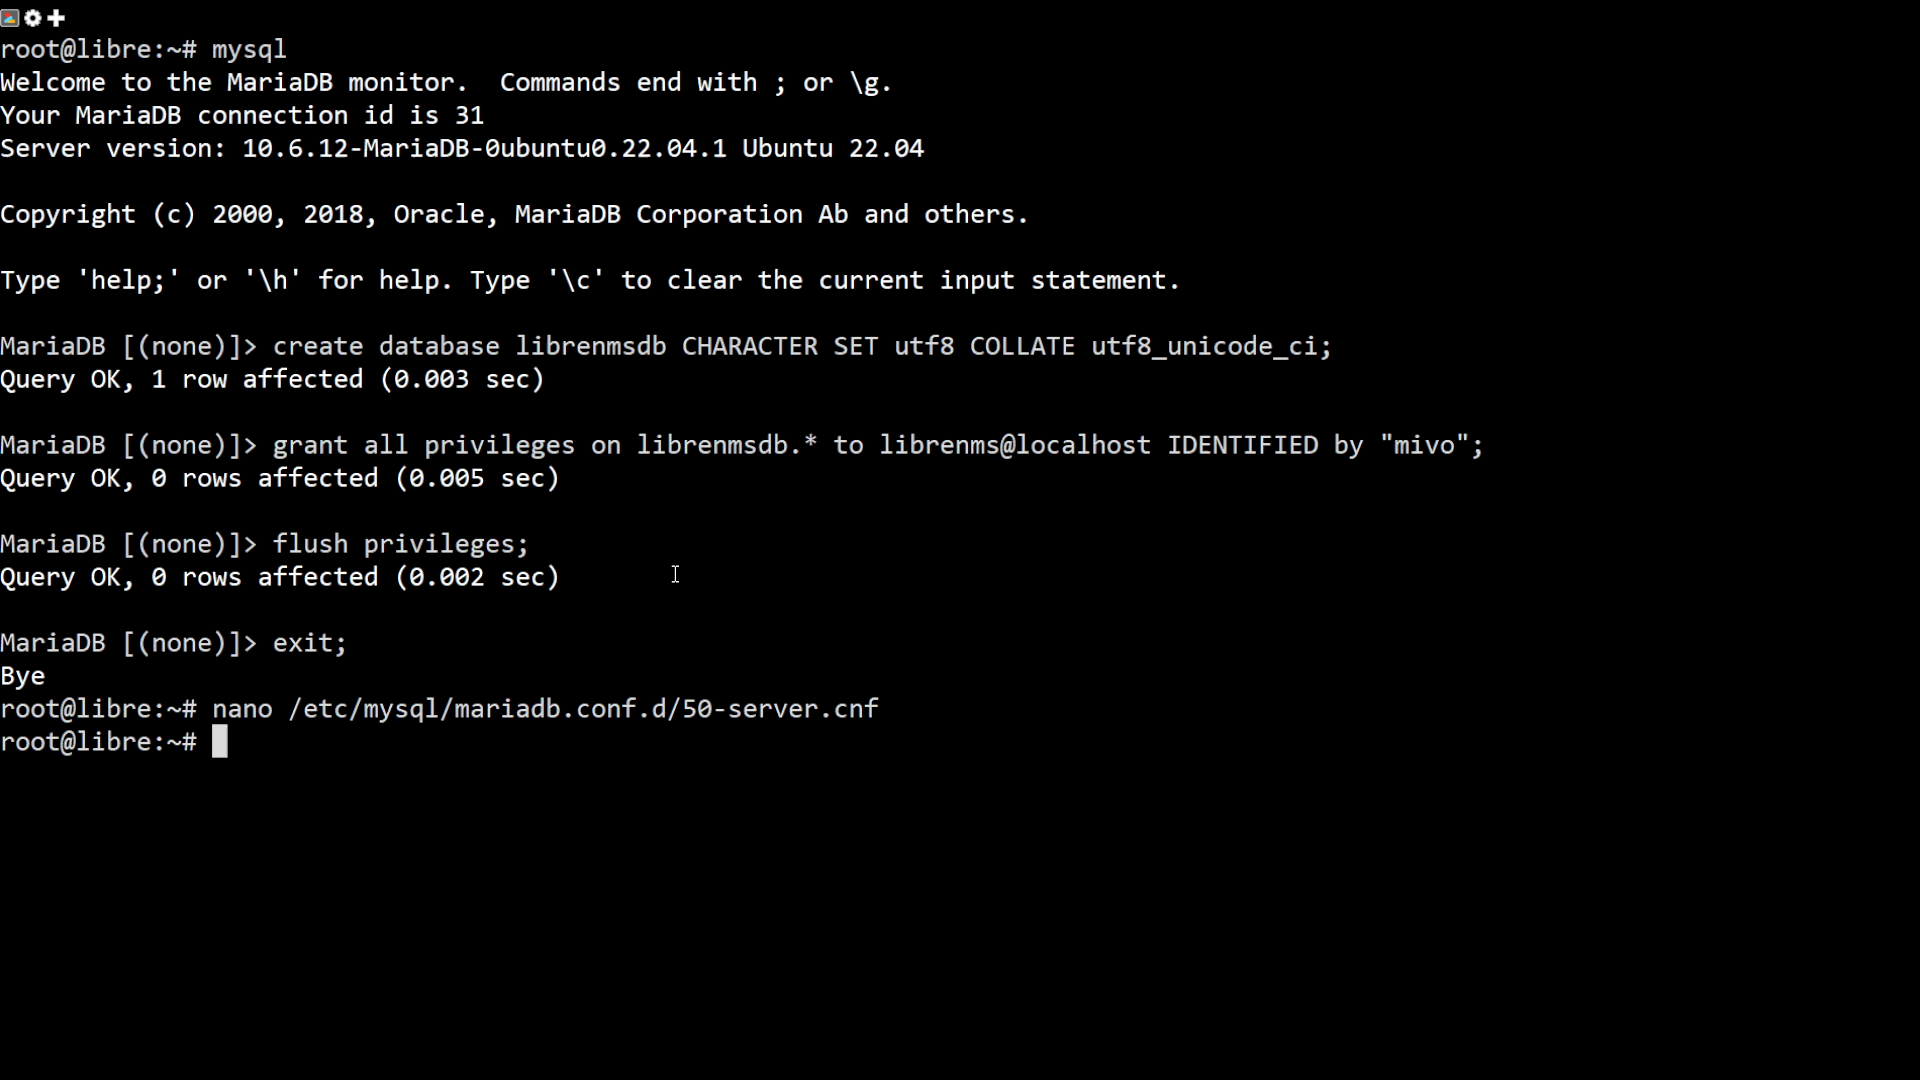 root@libre:~# mysql
Welcome to the MariaDB monitor.  Commands end with ; or \g.
Your MariaDB connection id is 31
Server version: 10.6.12-MariaDB-0ubuntu0.22.04.1 Ubuntu 22.04
Copyright (c) 2000, 2018, Oracle, MariaDB Corporation Ab and others.
Type 'help;' or '\h' for help. Type '\c' to clear the current input statement.
MariaDB [(none)]> create database librenmsdb CHARACTER SET utf8 COLLATE utf8_unicode_ci;
Query OK, 1 row affected (0.003 sec)
MariaDB [(none)]> grant all privileges on librenmsdb.* to librenms@localhost IDENTIFIED by "mivo";
Query OK, 0 rows affected (0.005 sec)
MariaDB [(none)]> flush privileges;
Query OK, 0 rows affected (0.002 sec)
MariaDB [(none)]> exit;
Bye
root@libre:~# nano /etc/mysql/mariadb.conf.d/50-server.cnf
root@libre:~#